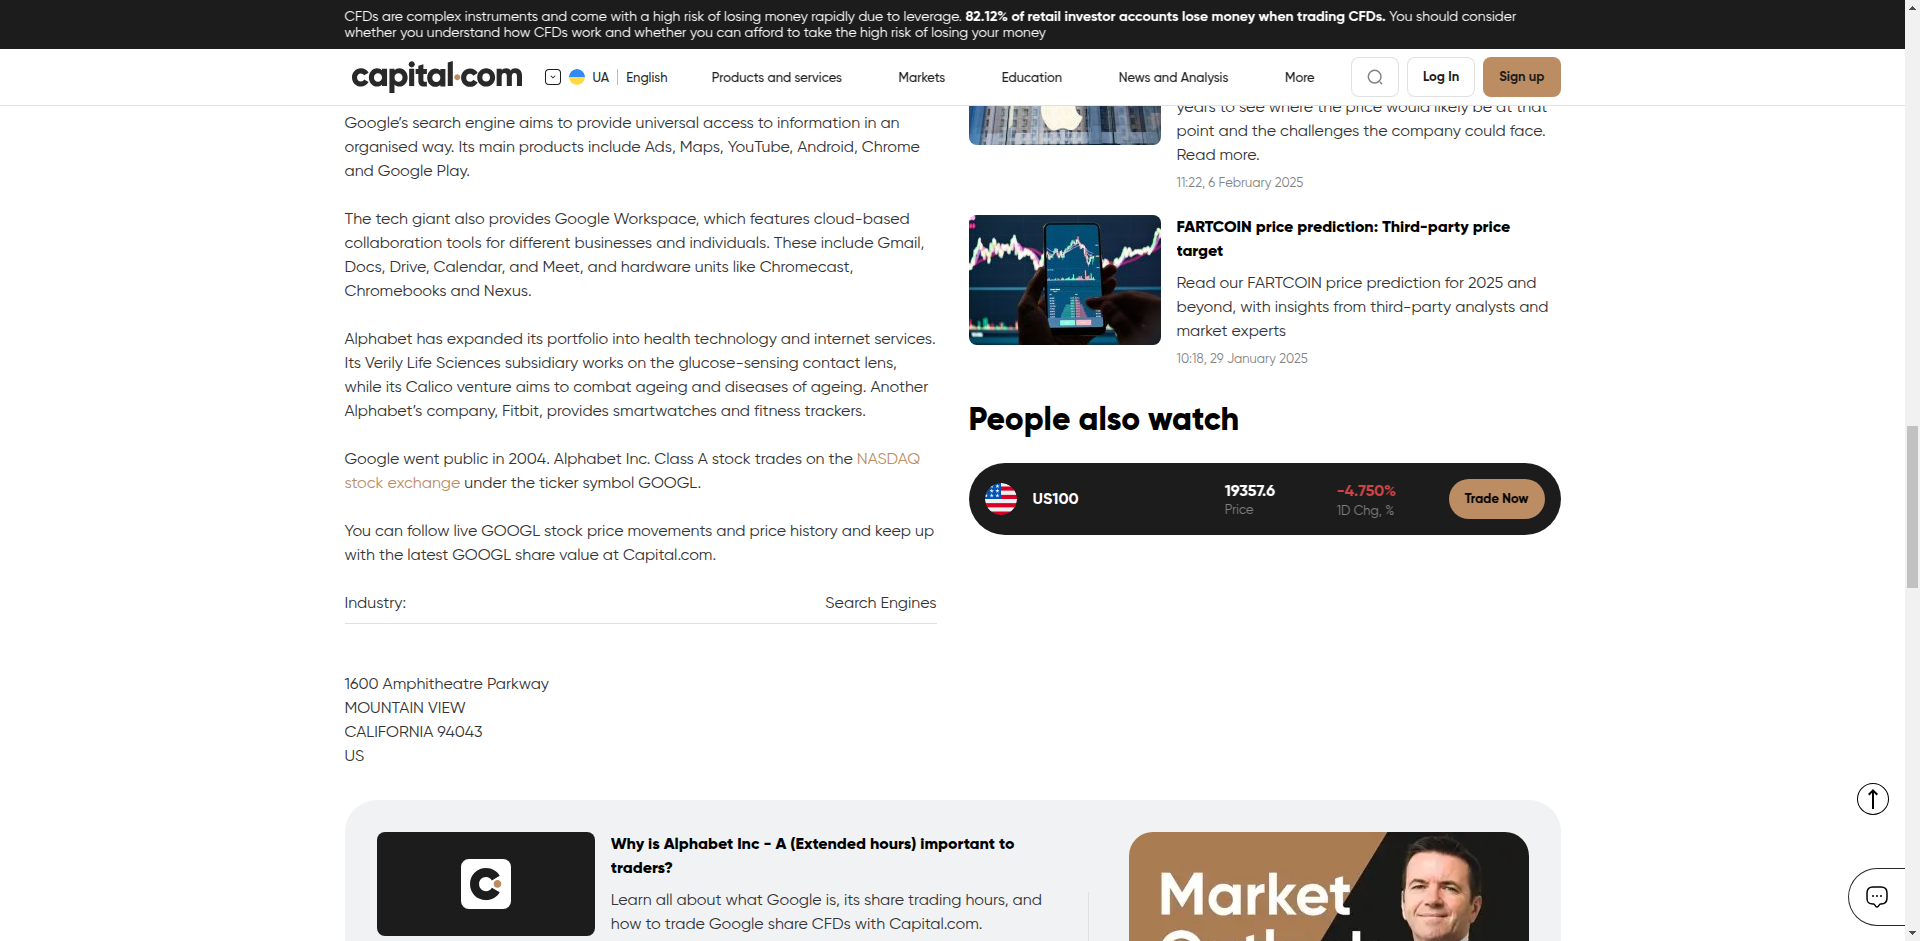 CFDs are complex instruments and come with a high risk of losing money rapidly due to leverage. 82.12% of retail investor accounts lose money when trading CFDs. You should consider
whether you understand how CFDs work and whether you can afford to take the high risk of losing your money
capital.com
UA
English
Products and services
Markets
Education
News and Analysis
More
Log In
Sign up
Google’s search engine aims to provide universal access to information in an
organised way. Its main products include Ads, Maps, YouTube, Android, Chrome
and Google Play.
The tech giant also provides Google Workspace, which features cloud-based
collaboration tools for different businesses and individuals. These include Gmail,
Docs, Drive, Calendar, and Meet, and hardware units like Chromecast,
Chromebooks and Nexus.
Alphabet has expanded its portfolio into health technology and internet services.
Its Verily Life Sciences subsidiary works on the glucose-sensing contact lens,
while its Calico venture aims to combat ageing and diseases of ageing. Another
Alphabet’s company, Fitbit, provides smartwatches and fitness trackers.
Google went public in 2004. Alphabet Inc. Class A stock trades on the NASDAQ
stock exchange under the ticker symbol GOOGL.
You can follow live GOOGL stock price movements and price history and keep up
with the latest GOOGL share value at Capital.com.
Industry:
Search Engines
1600 Amphitheatre Parkway
MOUNTAIN VIEW
CALIFORNIA 94043
US
years to see where the price would likely be at that
point and the challenges the company could face.
Read more.
11:22, 6 February 2025
FARTCOIN price prediction: Third-party price
target
Read our FARTCOIN price prediction for 2025 and
beyond, with insights from third-party analysts and
market experts
10:18, 29 January 2025
People also watch
US100
19357.6
Price
-4.750%
1D Chg, %
Trade Now
Why is Alphabet Inc - A (Extended hours) important to
traders?
Learn all about what Google is, its share trading hours, and
how to trade Google share CFDs with Capital.com.
Market
Outlook